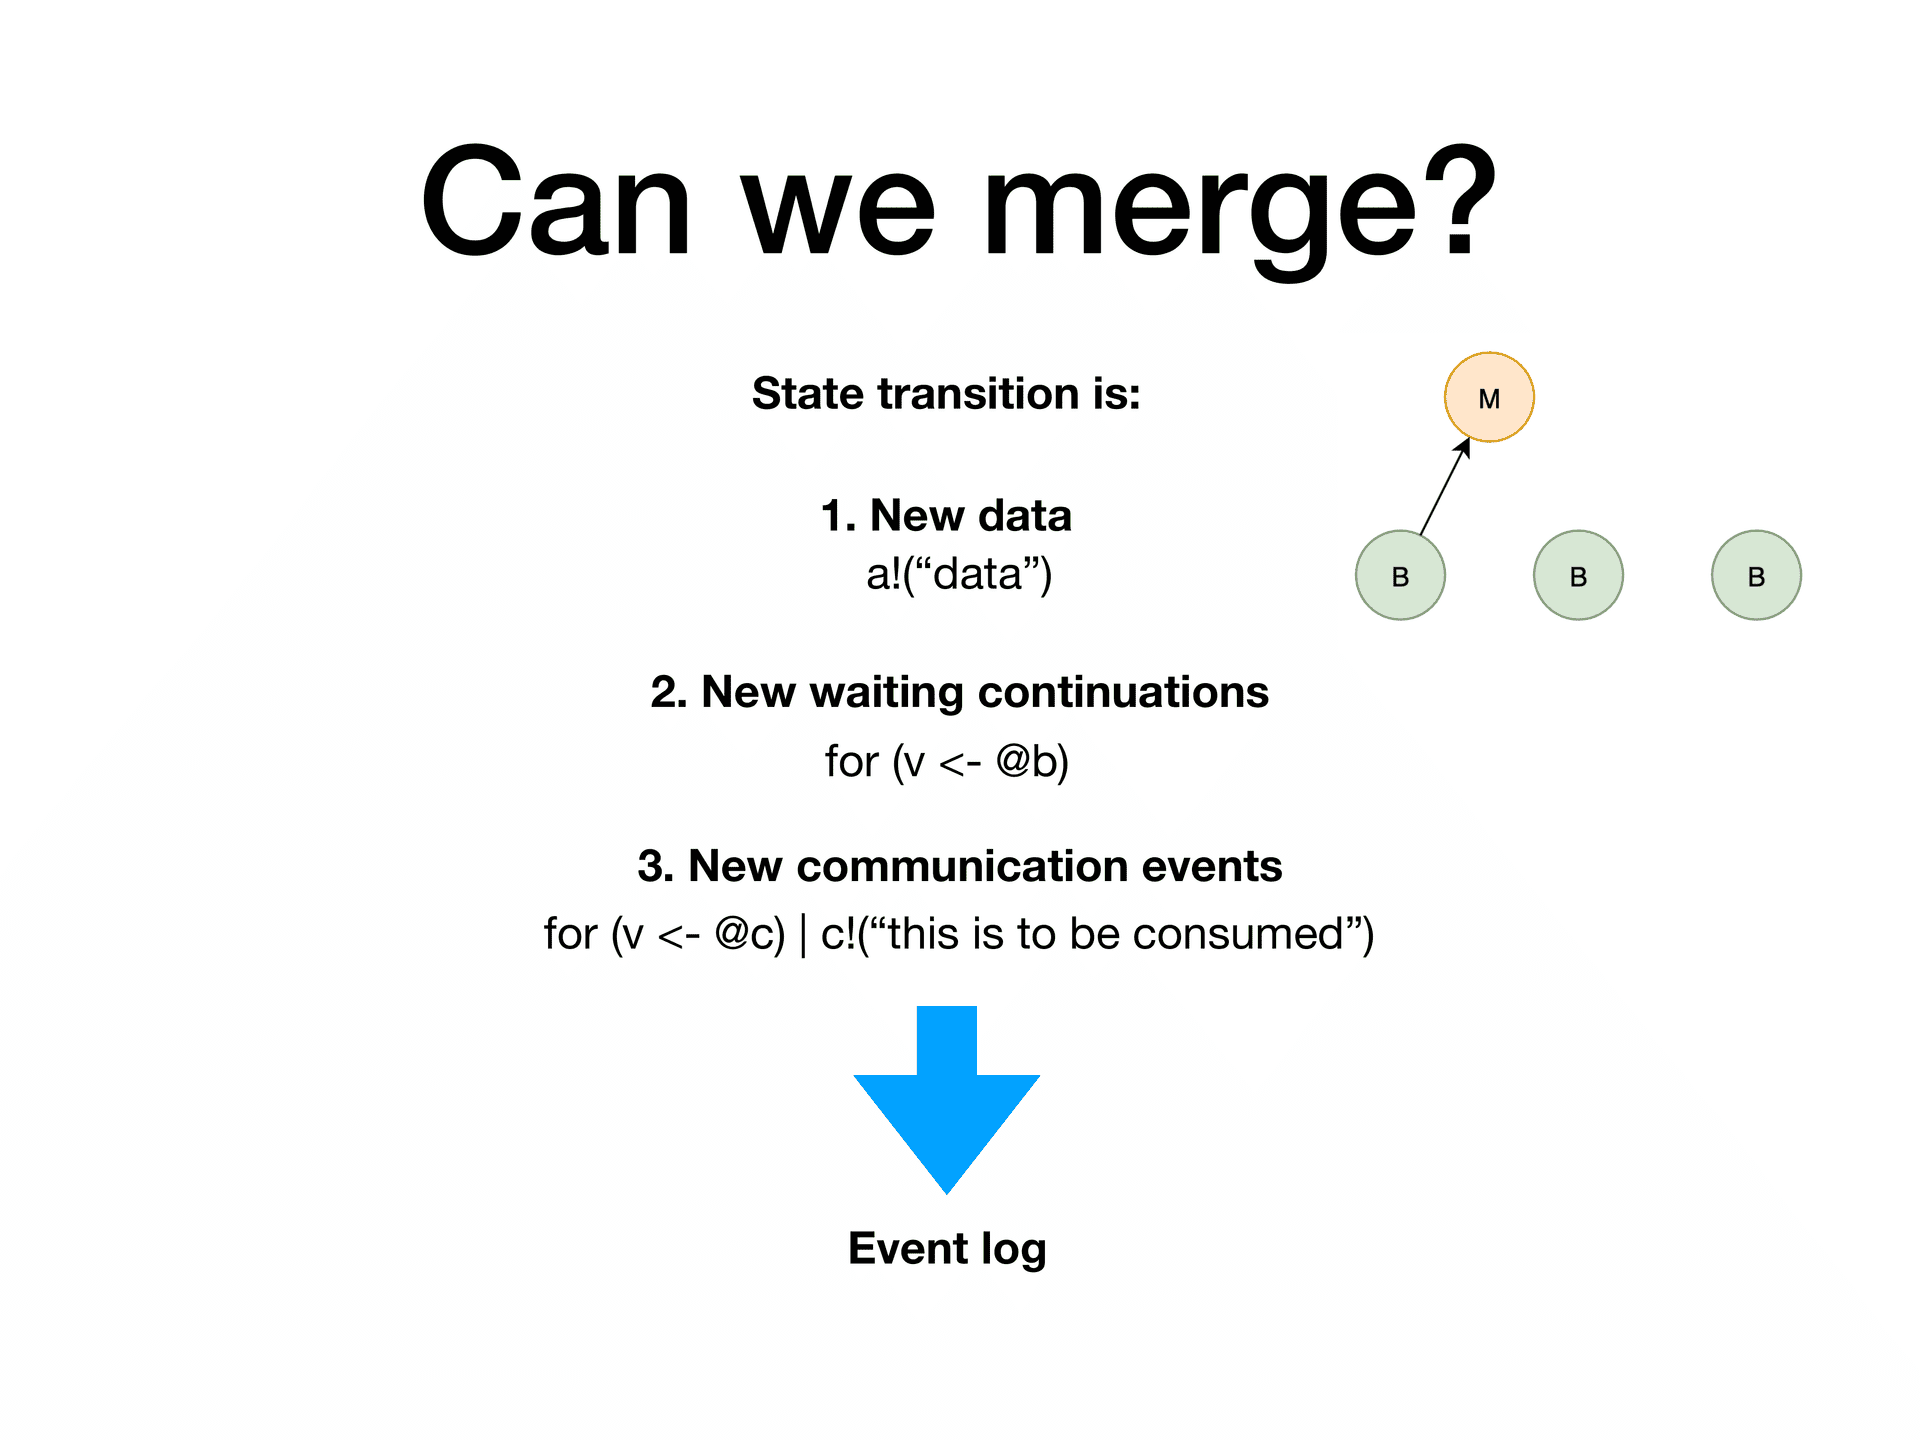 Can we merge?
State transition is:
M
1. New data
a!(“data”)
B
B
B
2. New waiting continuations
for (v <- @b)
3. New communication events
for (v <- @c) | c!(“this is to be consumed”)
Event log